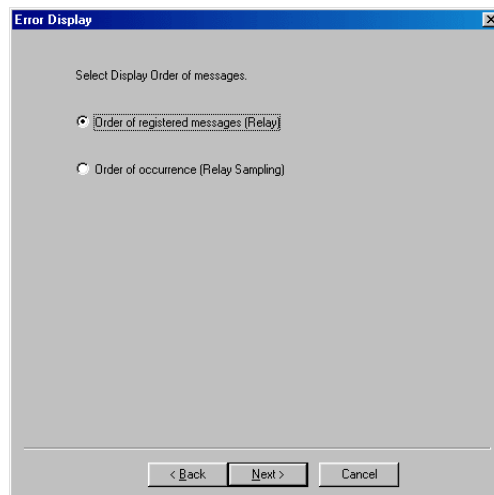 Error Display
Select Display Order of messages.
Order of registered messages (Relay)
Order of occurrence (Relay Sampling)
< Back Next > Cancel